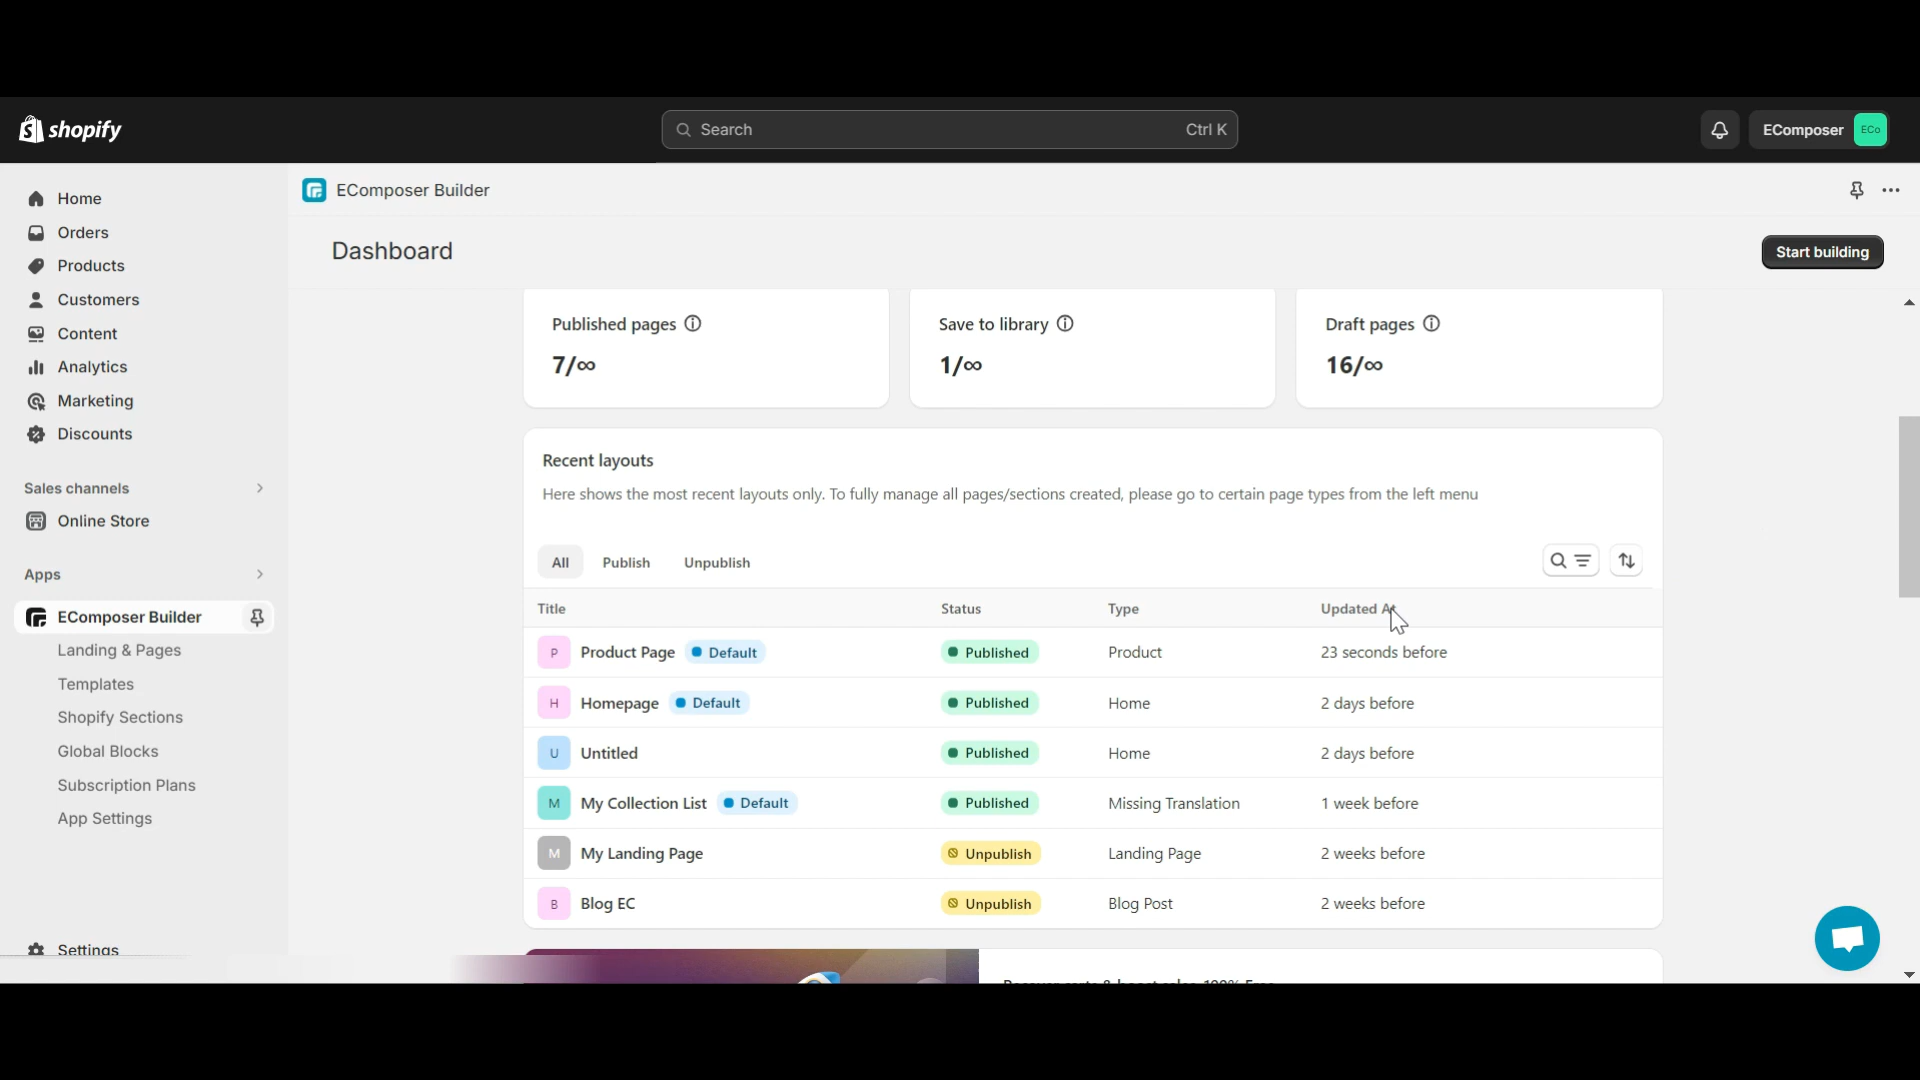 shopify
Search
Ctrl K
EComposer
ECo
Home
Orders
Products
Customers
Content
Analytics
Marketing
Discounts
Sales channels
Online Store
Apps
EComposer Builder
Landing & Pages
Templates
Shopify Sections
Global Blocks
Subscription Plans
App Settings
Settings
EComposer Builder
Dashboard
Start building
Published pages
7/∞
Save to library
1/∞
Draft pages
16/∞
Recent layouts
Here shows the most recent layouts only. To fully manage all pages/sections created, please go to certain page types from the left menu
All Publish Unpublish
Title Status Type Updated At
P Product Page Default Published Product 23 seconds before
H Homepage Default Published Home 2 days before
U Untitled Published Home 2 days before
M My Collection List Default Published Missing Translation 1 week before
M My Landing Page Unpublish Landing Page 2 weeks before
B Blog EC Unpublish Blog Post 2 weeks before